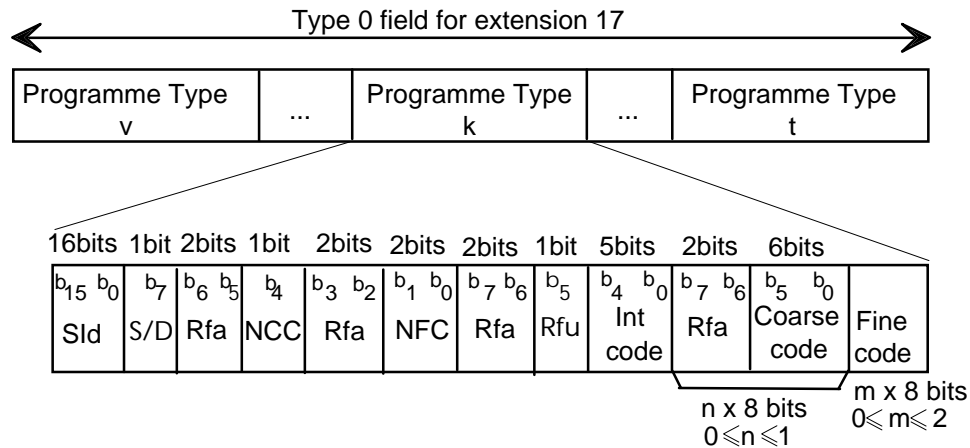 Type 0 field for extension 17
Programme Type v ... Programme Type k ... Programme Type t
16bits 1bit 2bits 1bit 2bits 2bits 2bits 1bit 5bits 2bits 6bits
b15 b0 b7 b6 b5 b4 b3 b2 b1 b0 b7 b6 b5 b4 b0 b7 b6 b5 b0
SId S/D Rfa NCC Rfa NFC Rfa Rfu Int code Rfa Coarse code Fine code
n x 8 bits m x 8 bits
0⩽n⩽1 0⩽m⩽2